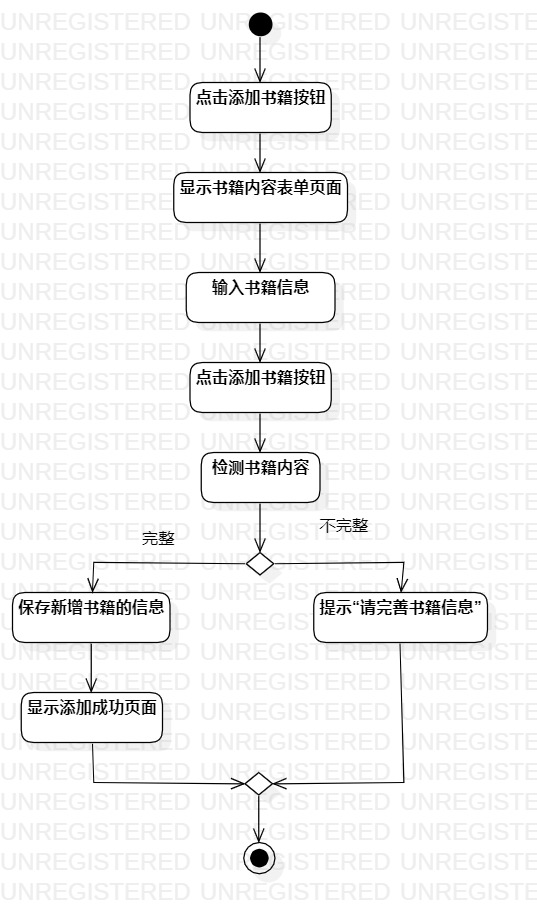 点击添加书籍按钮
显示书籍内容表单页面
输入书籍信息
点击添加书籍按钮
检测书籍内容
完整
不完整
保存新增书籍的信息
提示“请完善书籍信息”
显示添加成功页面
UNREGISTERED